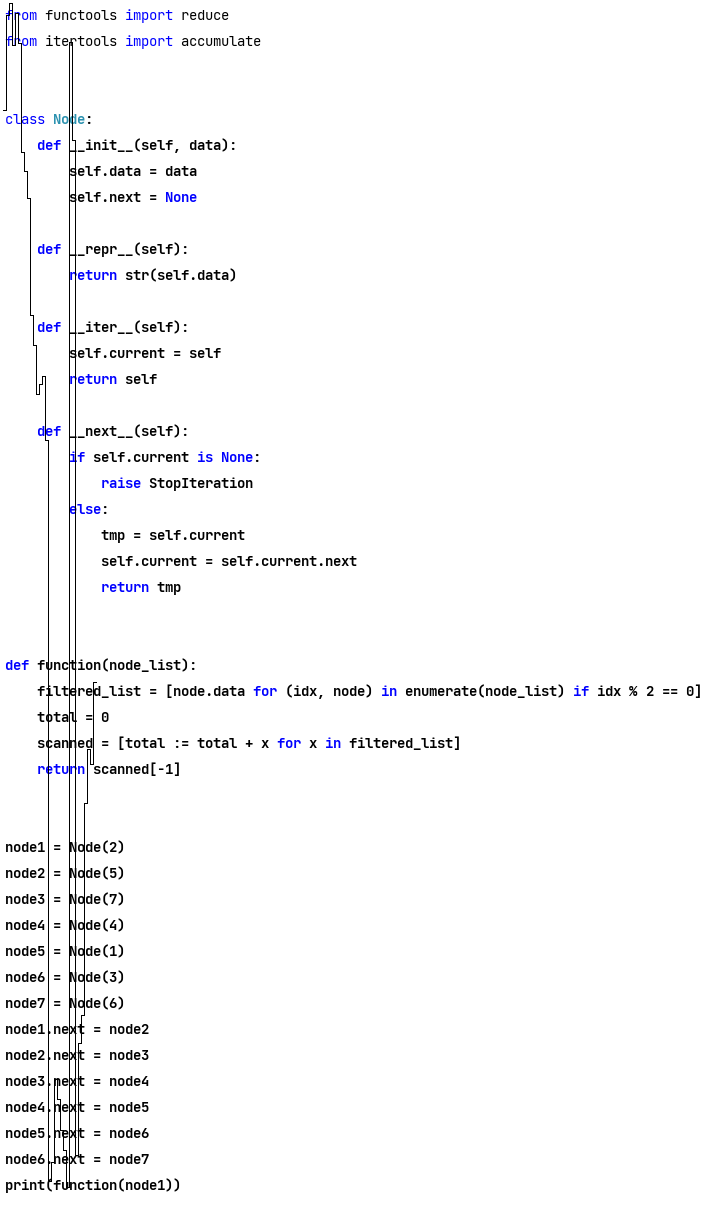 from functools import reduce
from itertools import accumulate
class Node:
    def __init__(self, data):
        self.data = data
        self.next = None
    def __repr__(self):
        return str(self.data)
    def __iter__(self):
        self.current = self
        return self
    def __next__(self):
        if self.current is None:
            raise StopIteration
        else:
            tmp = self.current
            self.current = self.current.next
            return tmp
def function(node_list):
    filtered_list = [node.data for (idx, node) in enumerate(node_list) if idx % 2 == 0]
    total = 0
    scanned = [total := total + x for x in filtered_list]
    return scanned[-1]
node1 = Node(2)
node2 = Node(5)
node3 = Node(7)
node4 = Node(4)
node5 = Node(1)
node6 = Node(3)
node7 = Node(6)
node1.next = node2
node2.next = node3
node3.next = node4
node4.next = node5
node5.next = node6
node6.next = node7
print(function(node1))